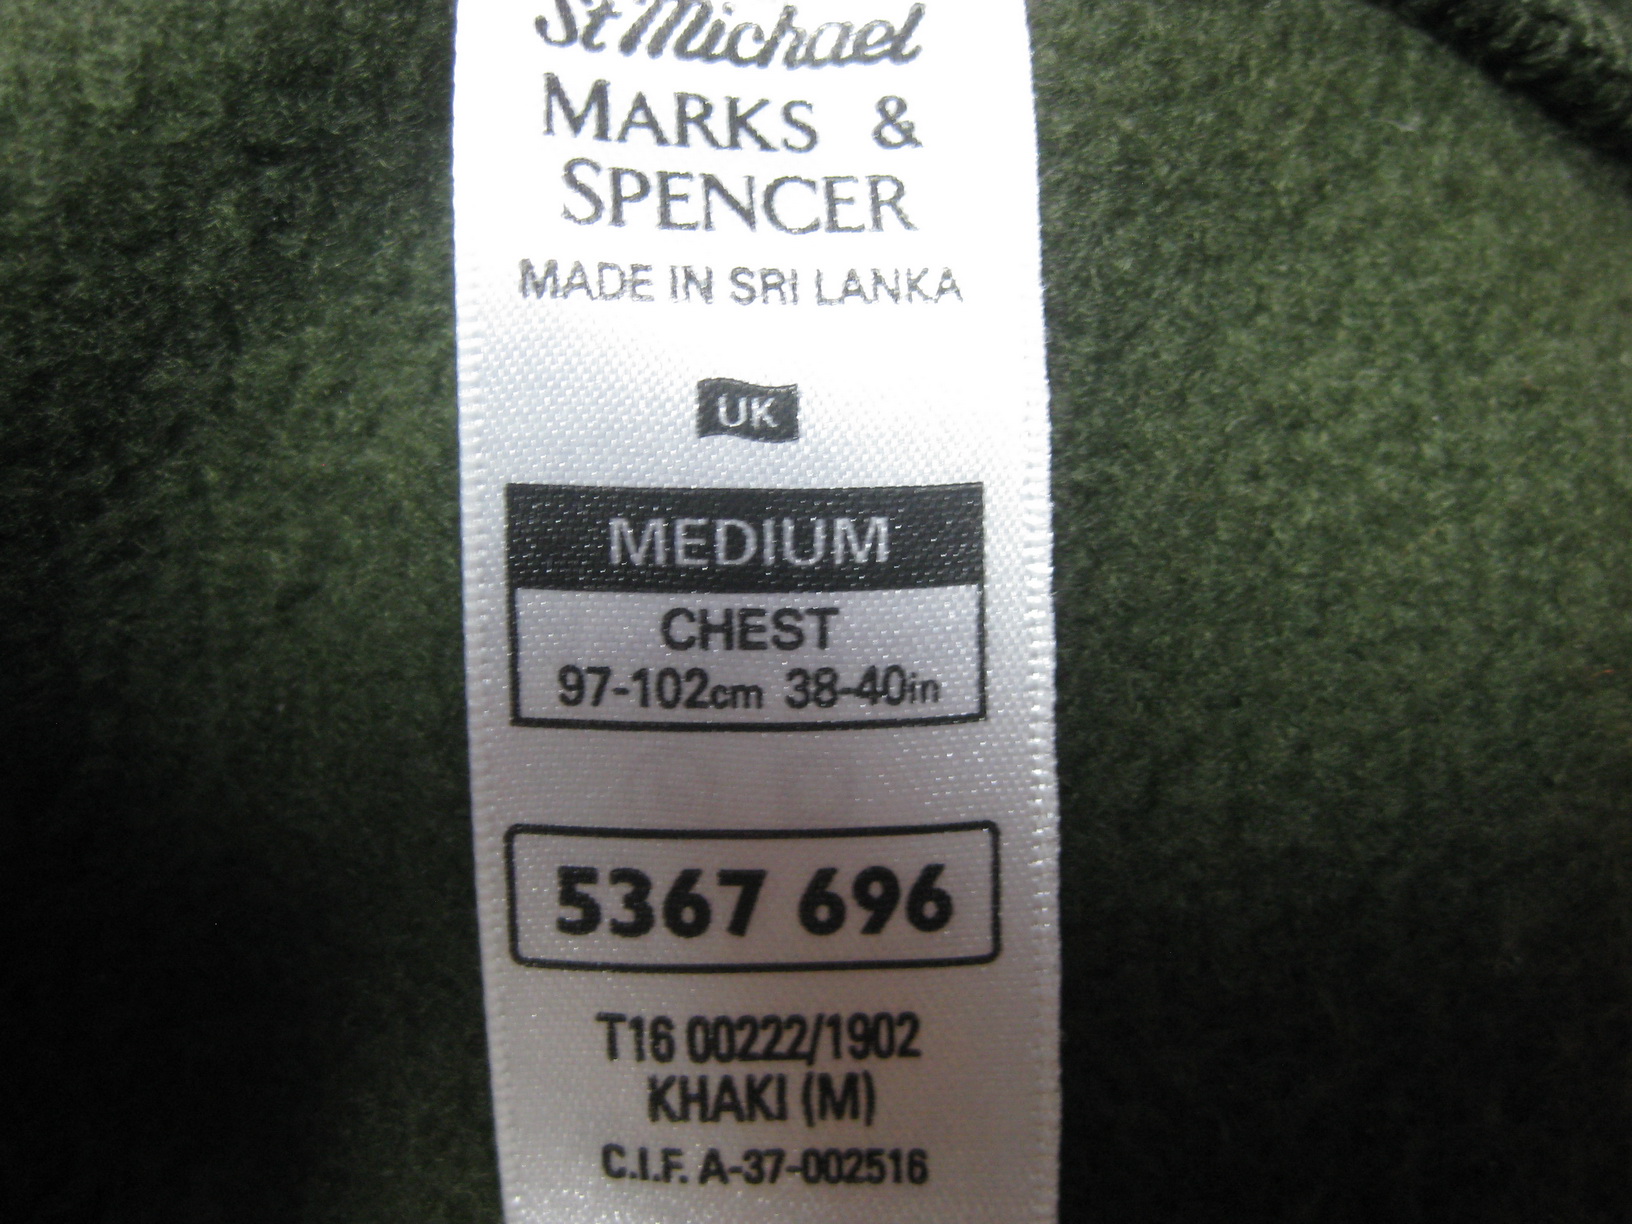 St Michael
MARKS &
SPENCER
MADE IN SRI LANKA
UK
MEDIUM
CHEST
97-102cm 38-40in
5367 696
T16 00222/1902
KHAKI (M)
C.I.F. A-37-002516